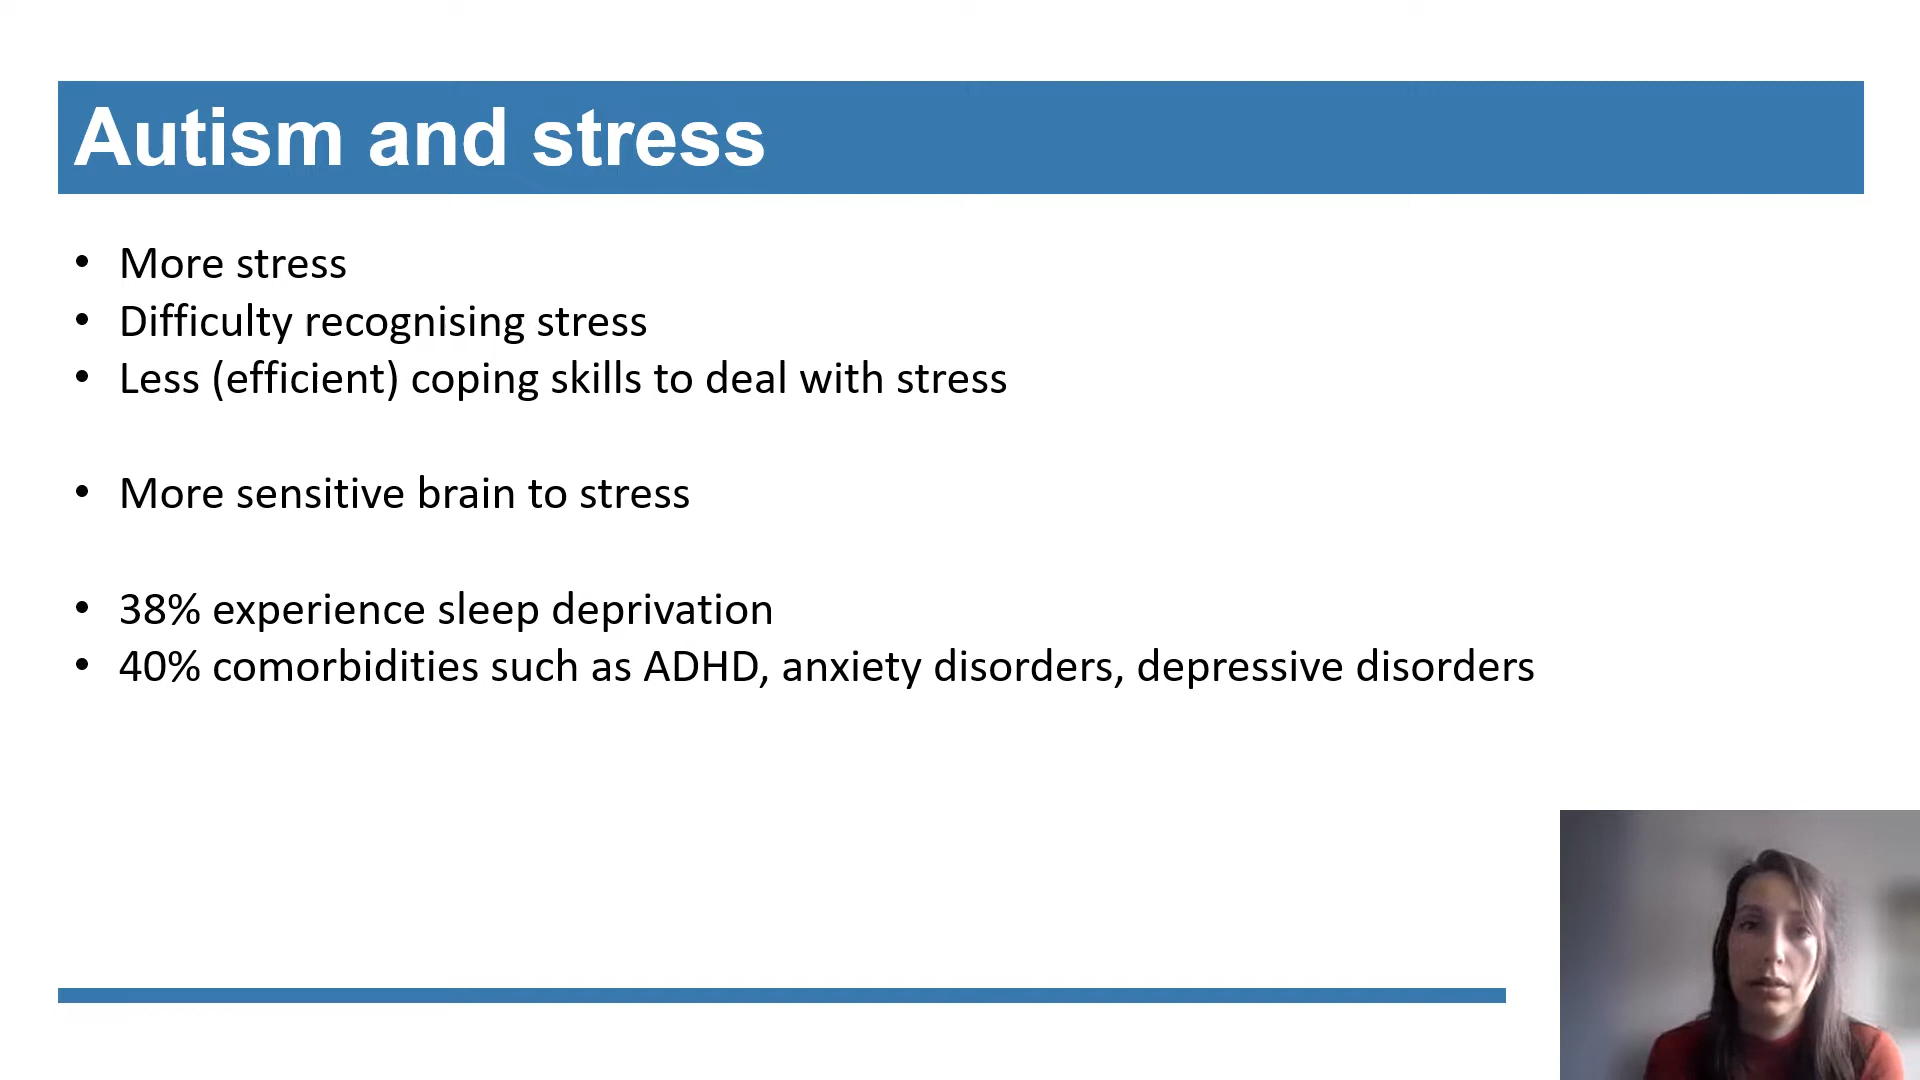 Autism and stress
• More stress
• Difficulty recognising stress
• Less (efficient) coping skills to deal with stress
• More sensitive brain to stress
• 38% experience sleep deprivation
• 40% comorbidities such as ADHD, anxiety disorders, depressive disorders